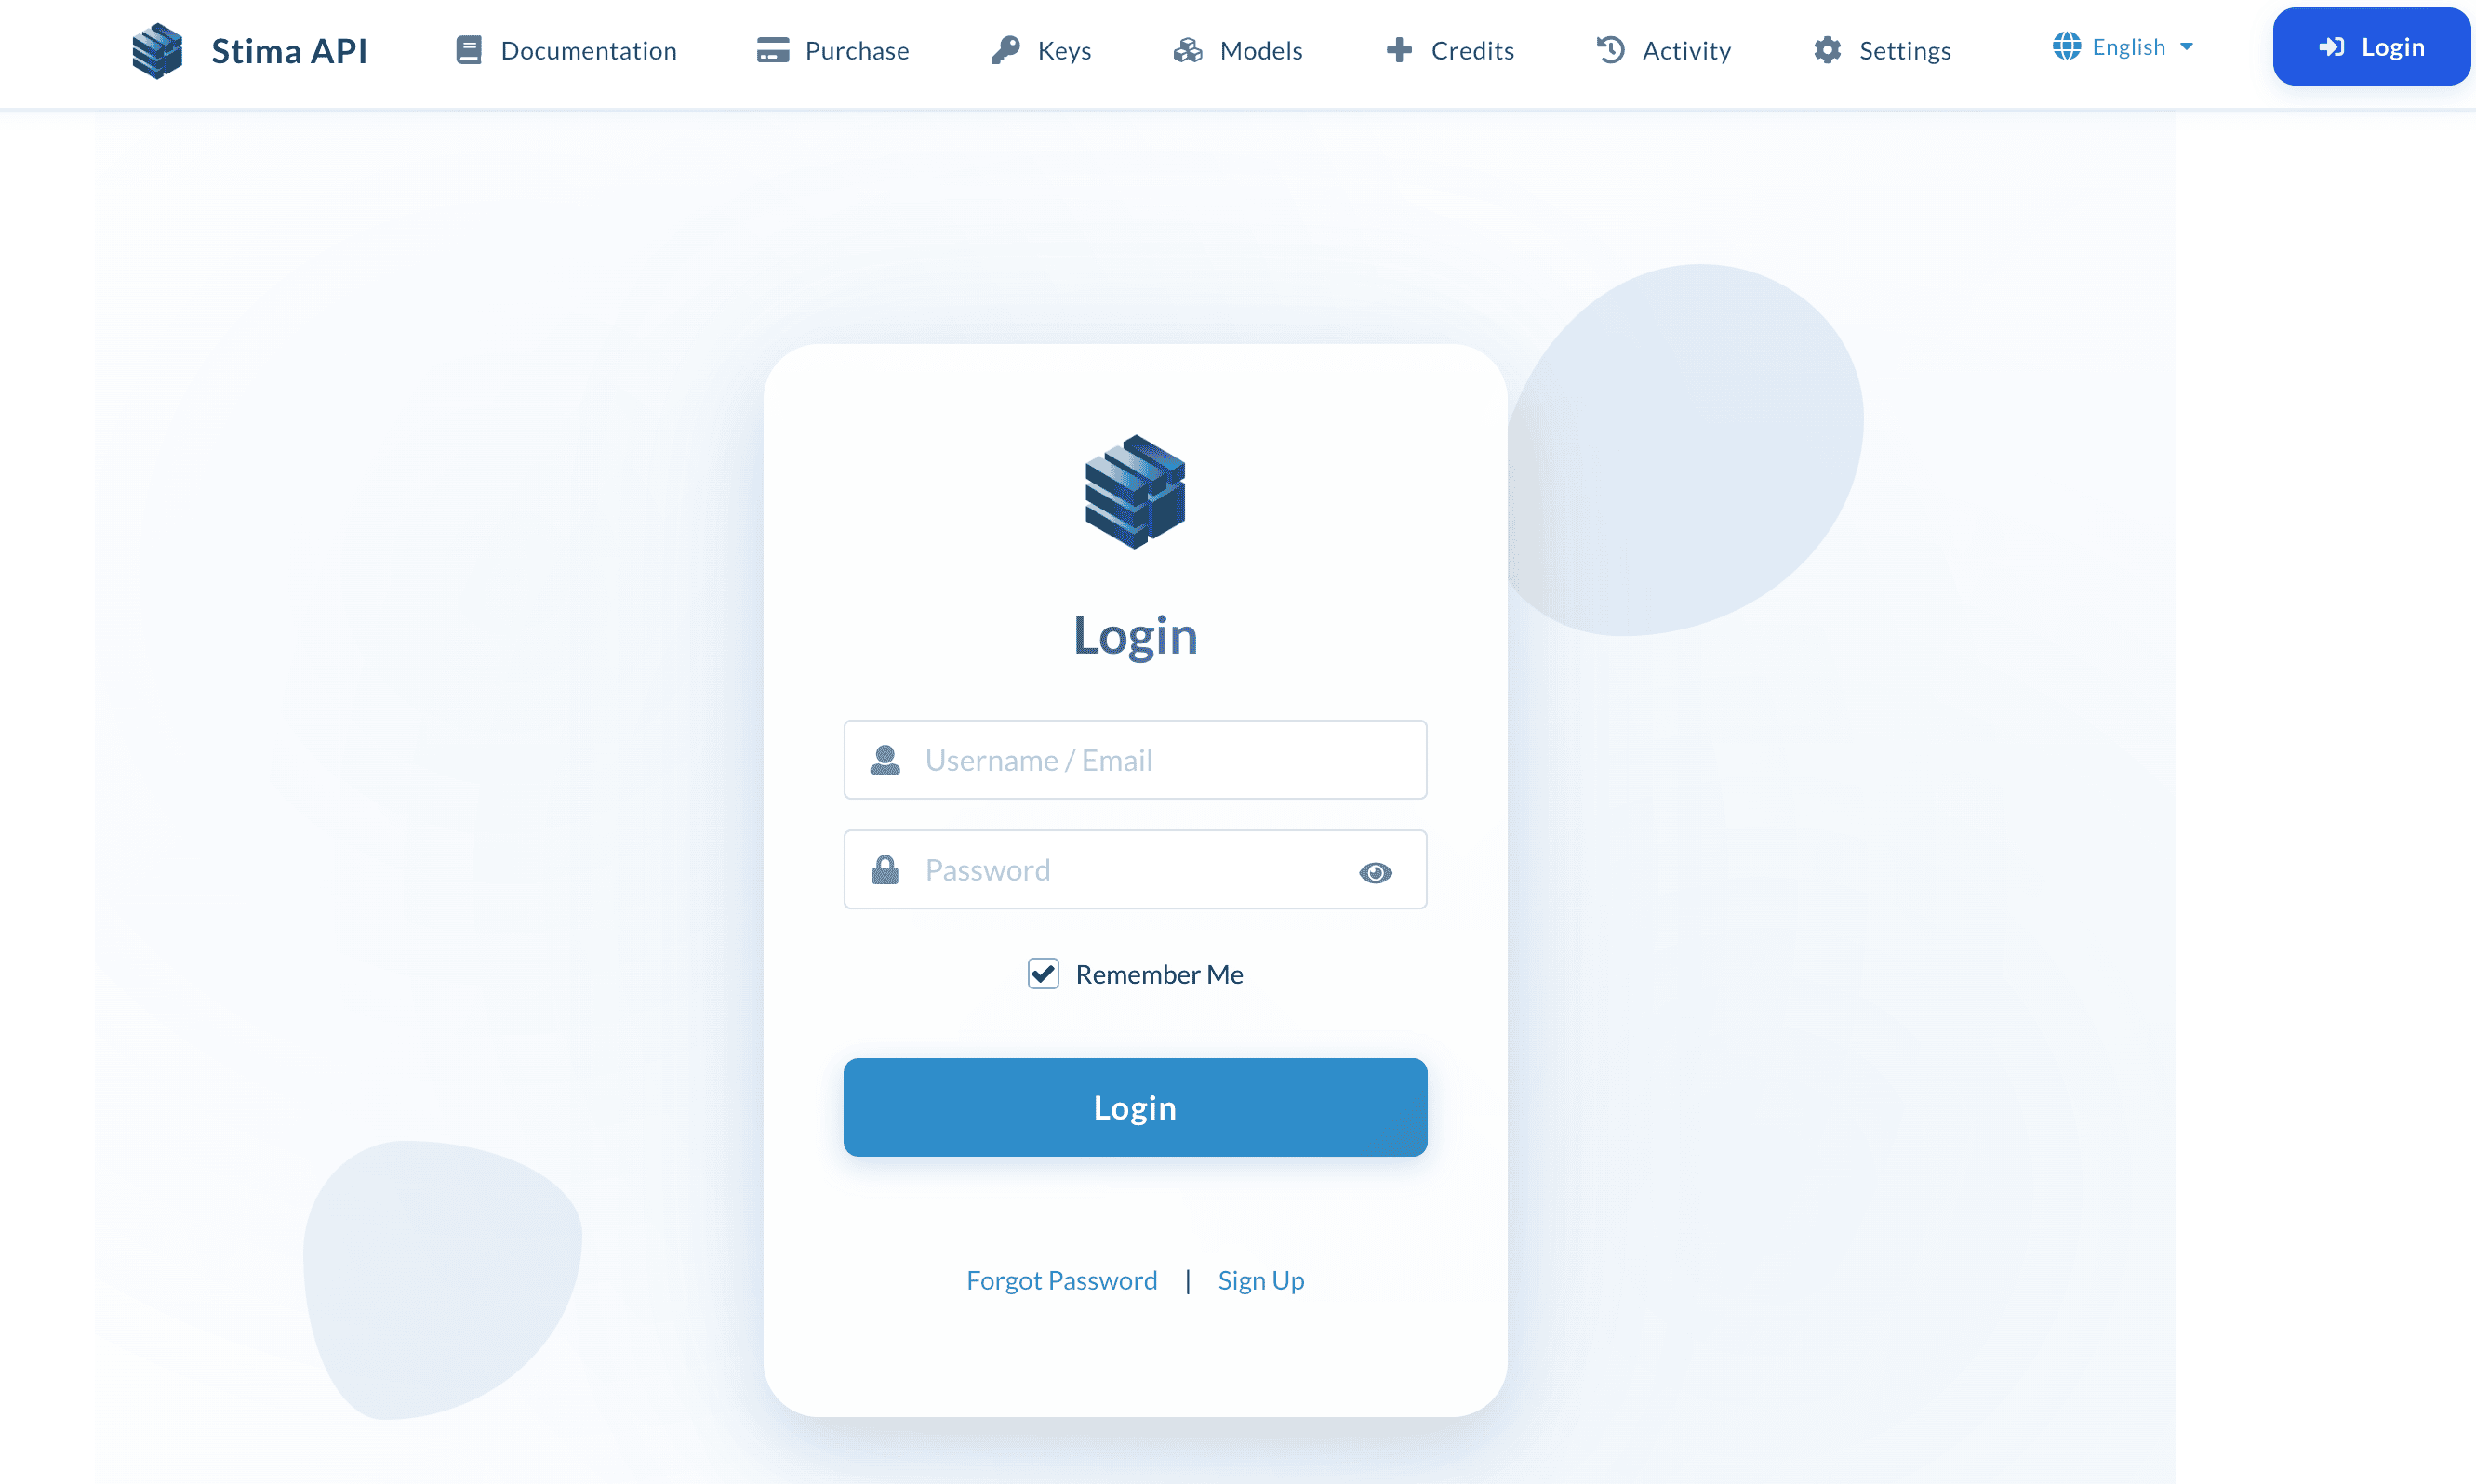 Stima API Documentation Purchase Keys Models Credits Activity Settings English Login
Login
Username / Email
Password
Remember Me
Login
Forgot Password | Sign Up